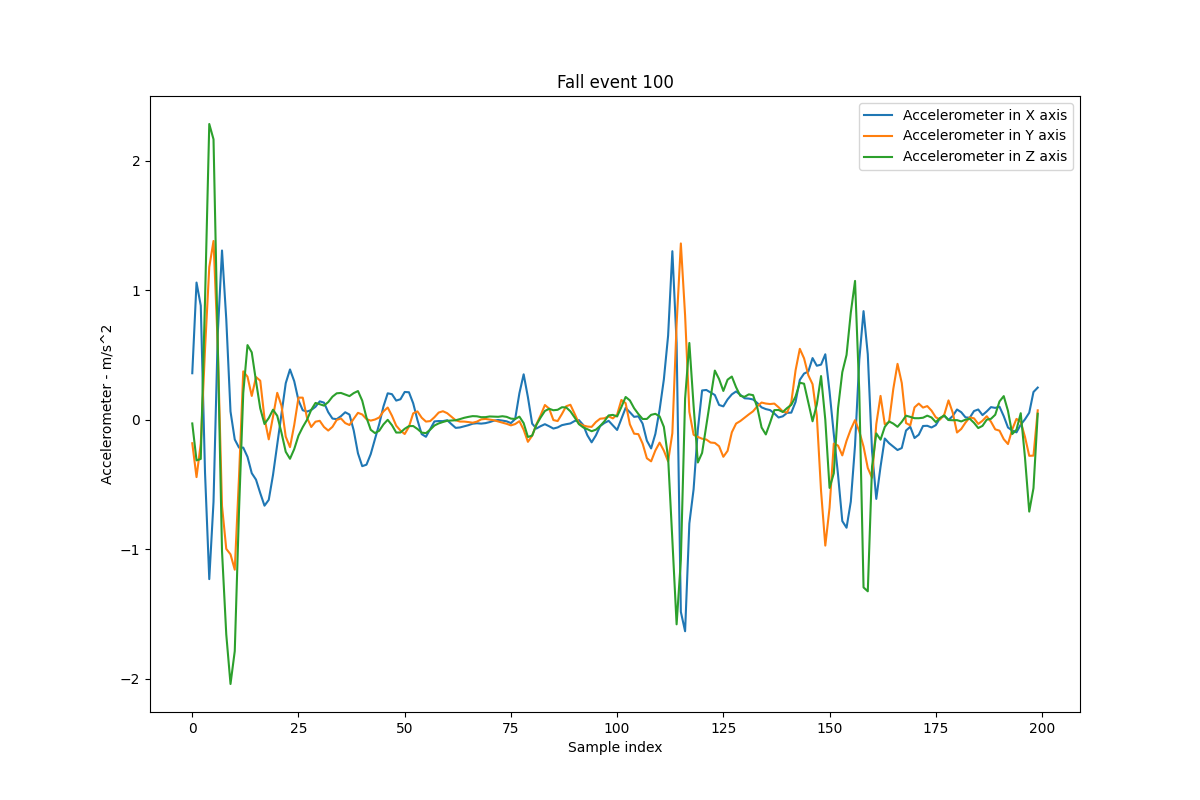 Fall event 100
Accelerometer in X axis
Accelerometer in Y axis
Accelerometer in Z axis
Accelerometer - m/s^2
2
1
0
−1
−2
0 25 50 75 100 125 150 175 200
Sample index